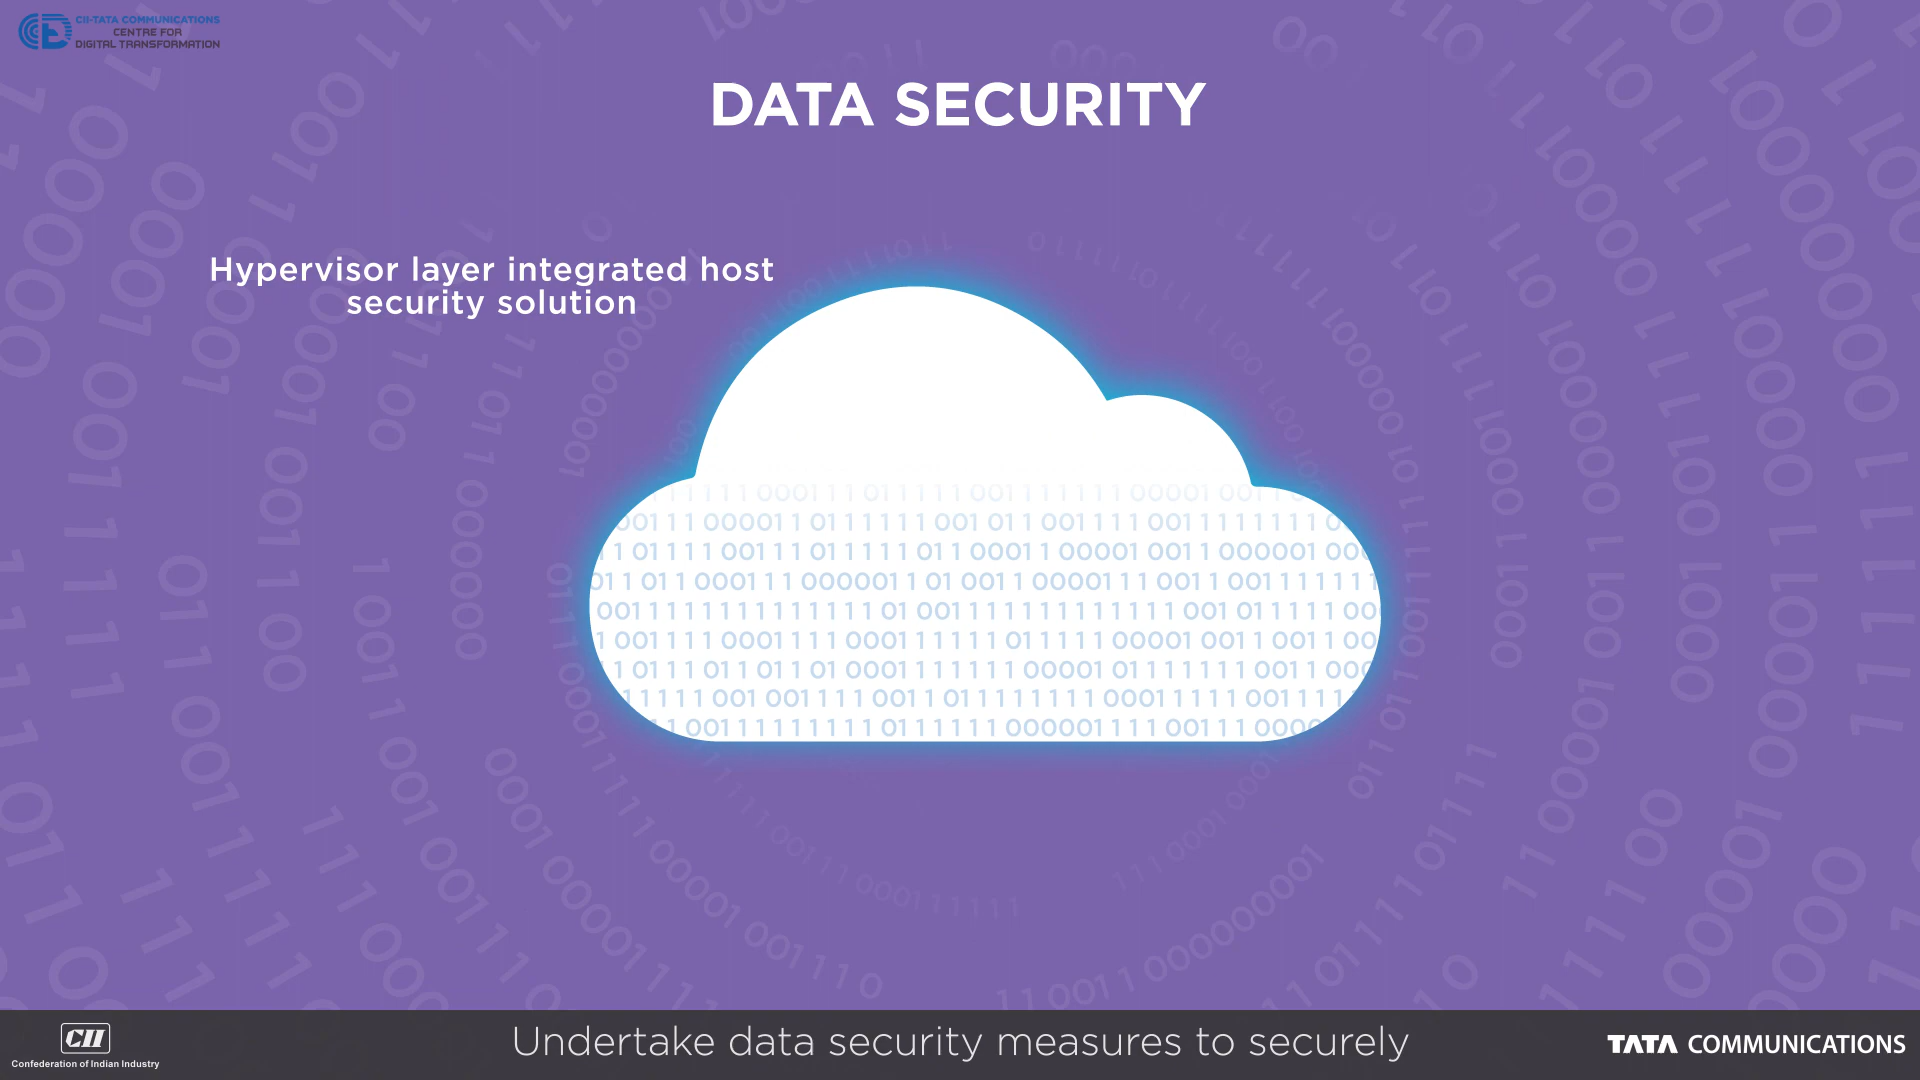 CII-TATA COMMUNICATIONS
CENTRE FOR
DIGITAL TRANSFORMATION
DATA SECURITY
Hypervisor layer integrated host
security solution
CII
Confederation of Indian Industry
Undertake data security measures to securely
TATA COMMUNICATIONS